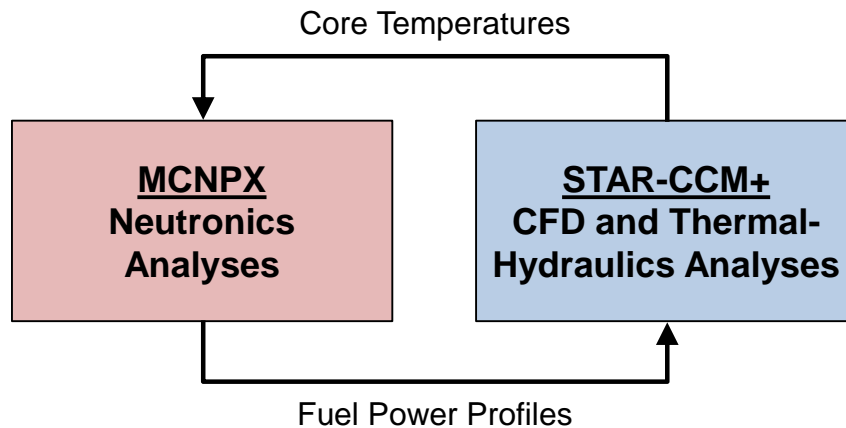 Core Temperatures
MCNPX
Neutronics
Analyses
STAR-CCM+
CFD and Thermal-
Hydraulics Analyses
Fuel Power Profiles